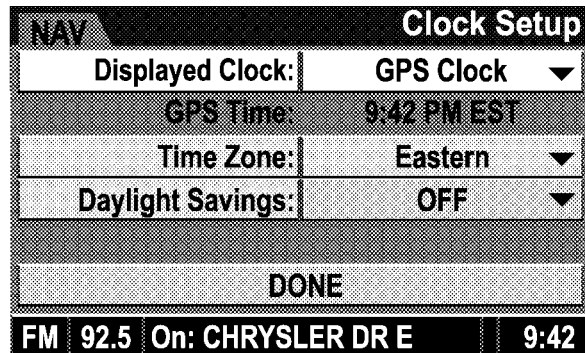 NAV Clock Setup
Displayed Clock: GPS Clock
GPS Time: 9:42 PM EST
Time Zone: Eastern
Daylight Savings: OFF
DONE
FM 92.5 On: CHRYSLER DR E 9:42